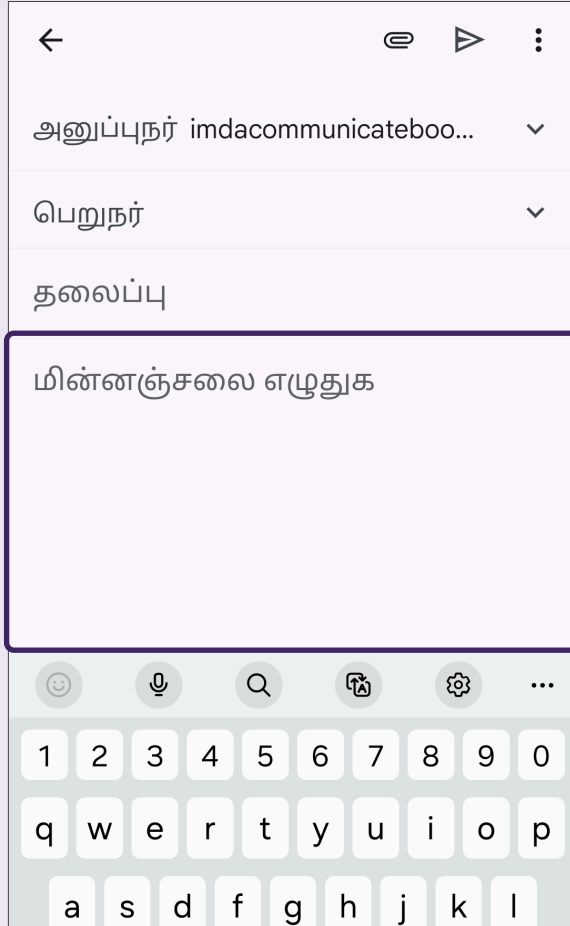 அனுப்புநர் imdacommunicateboo...
பெறுநர்
தலைப்பு
மின்னஞ்சலை எழுதுக
1 2 3 4 5 6 7 8 9 0
q w e r t y u i o p
a s d f g h j k l